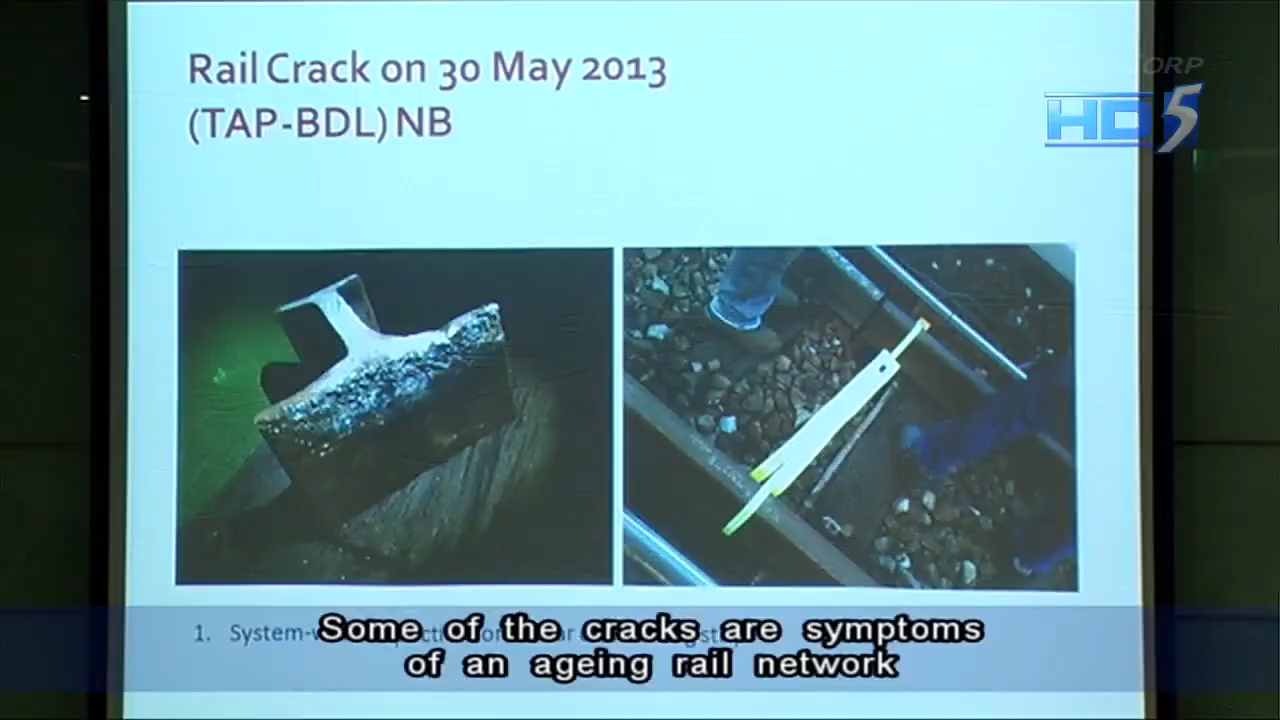 Rail Crack on 30 May 2013
(TAP-BDL) NB
HD5
1. System-
Some of the cracks are symptoms
of an ageing rail network